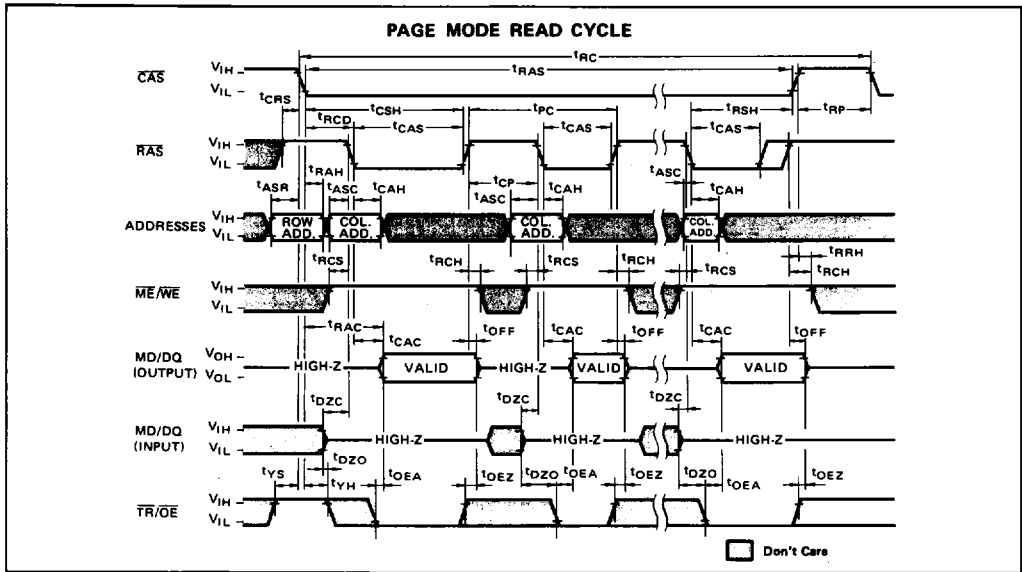 PAGE MODE READ CYCLE
tRC
CAS VIH VIL tRAS
tCRS tCSH tPC tRSH tRP
tRCD tCAS tCAS tCAS
RAS VIH VIL
tRAH tCP tASC
tASR tASC tCAH tASC tCAH tCAH
ADDRESSES VIH VIL ROW ADD. COL. ADD. COL. ADD. COL. ADD.
tRCS tRCH tRCS tRCH tRCS tRRH
tRCH
ME/WE VIH VIL
tRAC tOFF tOFF tOFF
tCAC tCAC tCAC
MD/DQ (OUTPUT) VOH VOL HIGH-Z VALID HIGH-Z VALID VALID
tDZC tDZC tDZC
MD/DQ (INPUT) VIH VIL HIGH-Z HIGH-Z HIGH-Z
tDZO
tYS tYH tOEA tOEZ tDZO tOEA tOEZ tDZO tOEA tOEZ
TR/OE VIH VIL
Don't Care